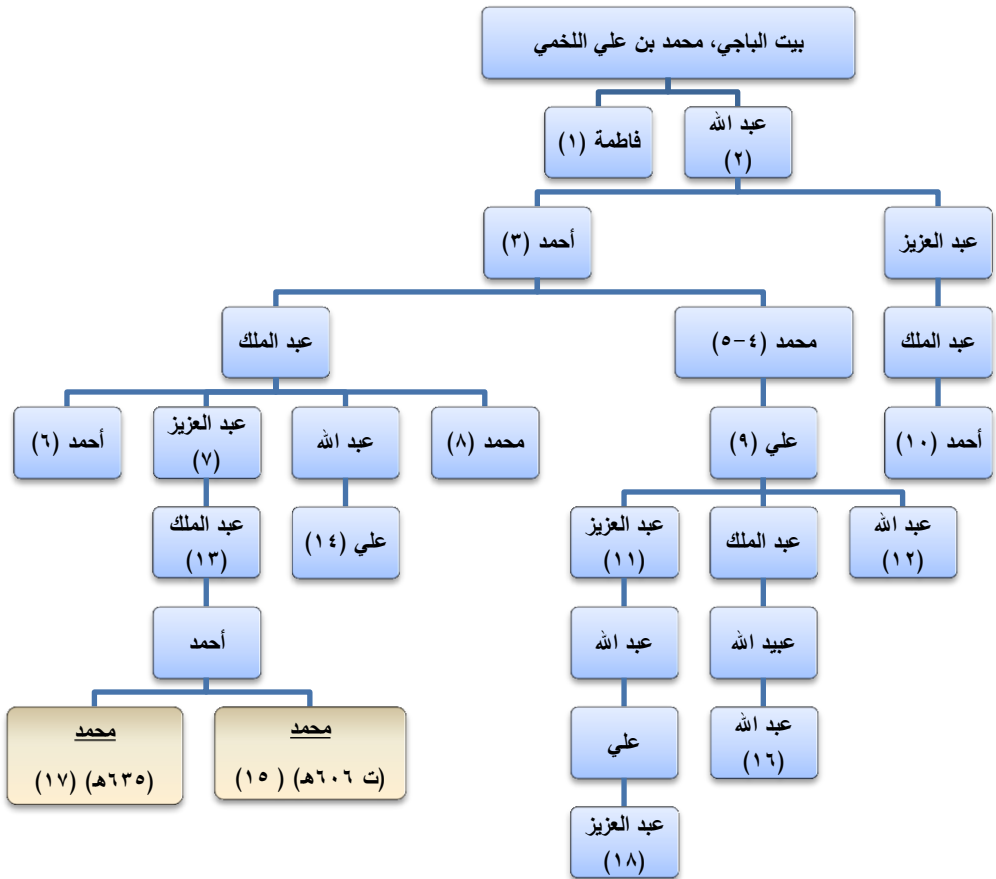 بيت الباجي، محمد بن علي اللخمي
عبد الله
(٢)
فاطمة (١)
عبد العزيز
أحمد (٣)
عبد الملك
محمد (٤-٥)
عبد الملك
أحمد (١٠)
علي (٩)
محمد (٨)
عبد الله
عبد العزيز
(٧)
أحمد (٦)
عبد الله
(١٢)
عبد الملك
عبد العزيز
(١١)
علي (١٤)
عبد الملك
(١٣)
عبيد الله
عبد الله
أحمد
عبد الله
(١٦)
علي
محمد
(ت ٦٠٦هـ) ( ١٥)
محمد
(٦٣٥هـ) (١٧)
عبد العزيز
(١٨)